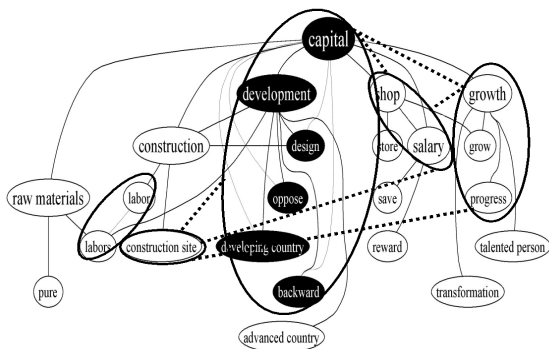 capital
development
shop
growth
construction
design
store
salary
grow
raw materials
labor
oppose
save
progress
labors
construction site
developing country
reward
talented person
pure
backward
transformation
advanced country